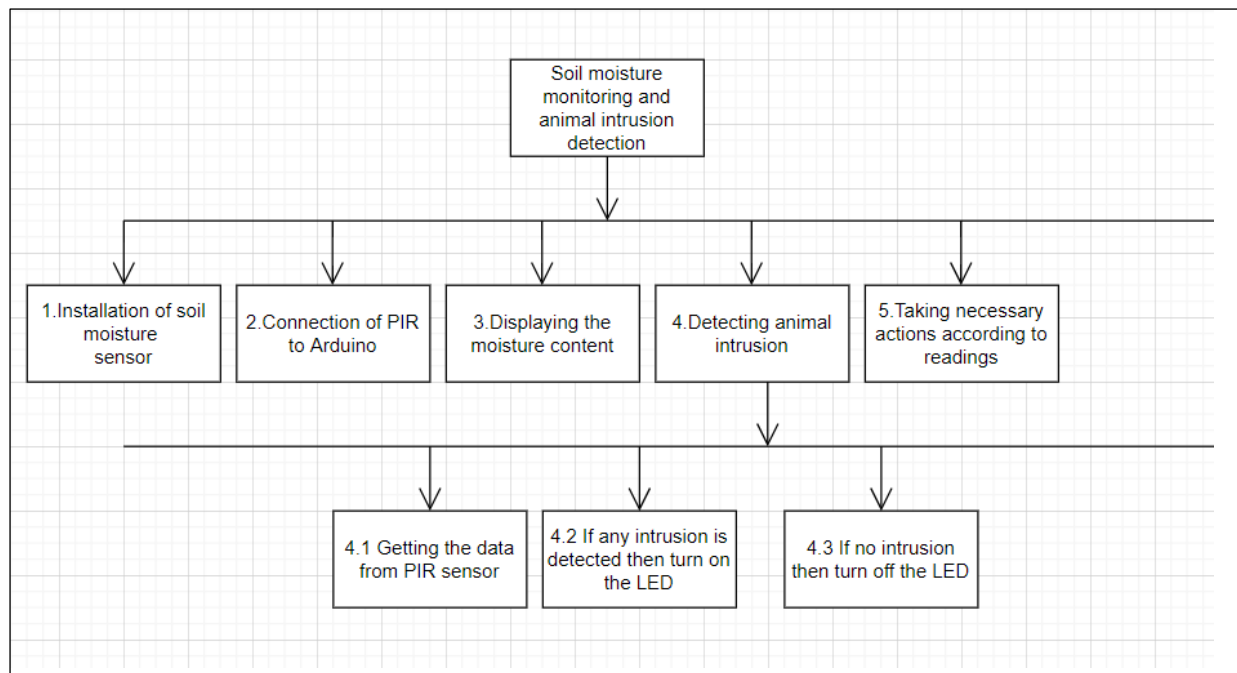 Soil moisture
monitoring and
animal intrusion
detection
1.Installation of soil
moisture
sensor
2.Connection of PIR
to Arduino
3.Displaying the
moisture content
4.Detecting animal
intrusion
5.Taking necessary
actions according to
readings
4.1 Getting the data
from PIR sensor
4.2 If any intrusion is
detected then turn on
the LED
4.3 If no intrusion
then turn off the LED